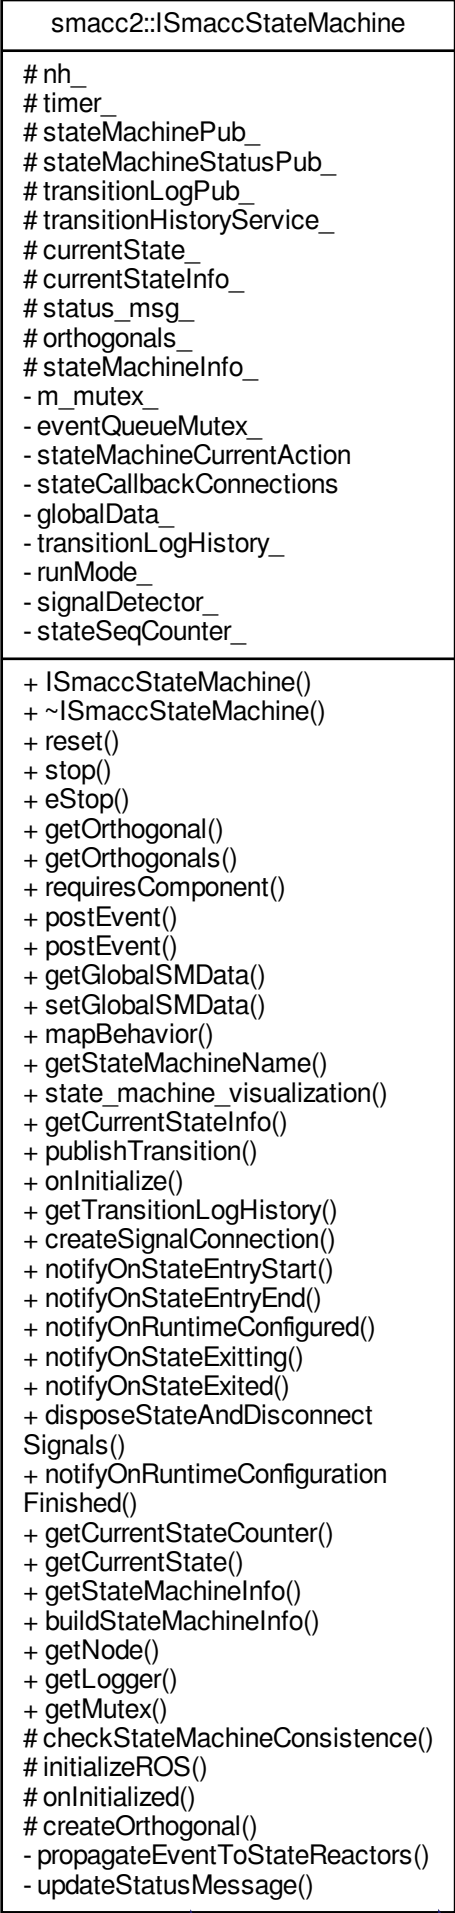 smacc2::ISmaccStateMachine
# nh_
# timer_
# stateMachinePub_
# stateMachineStatusPub_
# transitionLogPub_
# transitionHistoryService_
# currentState_
# currentStateInfo_
# status_msg_
# orthogonals_
# stateMachineInfo_
- m_mutex_
- eventQueueMutex_
- stateMachineCurrentAction
- stateCallbackConnections
- globalData_
- transitionLogHistory_
- runMode_
- signalDetector_
- stateSeqCounter_
+ ISmaccStateMachine()
+ ~ISmaccStateMachine()
+ reset()
+ stop()
+ eStop()
+ getOrthogonal()
+ getOrthogonals()
+ requiresComponent()
+ postEvent()
+ postEvent()
+ getGlobalSMData()
+ setGlobalSMData()
+ mapBehavior()
+ getStateMachineName()
+ state_machine_visualization()
+ getCurrentStateInfo()
+ publishTransition()
+ onInitialize()
+ getTransitionLogHistory()
+ createSignalConnection()
+ notifyOnStateEntryStart()
+ notifyOnStateEntryEnd()
+ notifyOnRuntimeConfigured()
+ notifyOnStateExitting()
+ notifyOnStateExited()
+ disposeStateAndDisconnect
Signals()
+ notifyOnRuntimeConfiguration
Finished()
+ getCurrentStateCounter()
+ getCurrentState()
+ getStateMachineInfo()
+ buildStateMachineInfo()
+ getNode()
+ getLogger()
+ getMutex()
# checkStateMachineConsistence()
# initializeROS()
# onInitialized()
# createOrthogonal()
- propagateEventToStateReactors()
- updateStatusMessage()